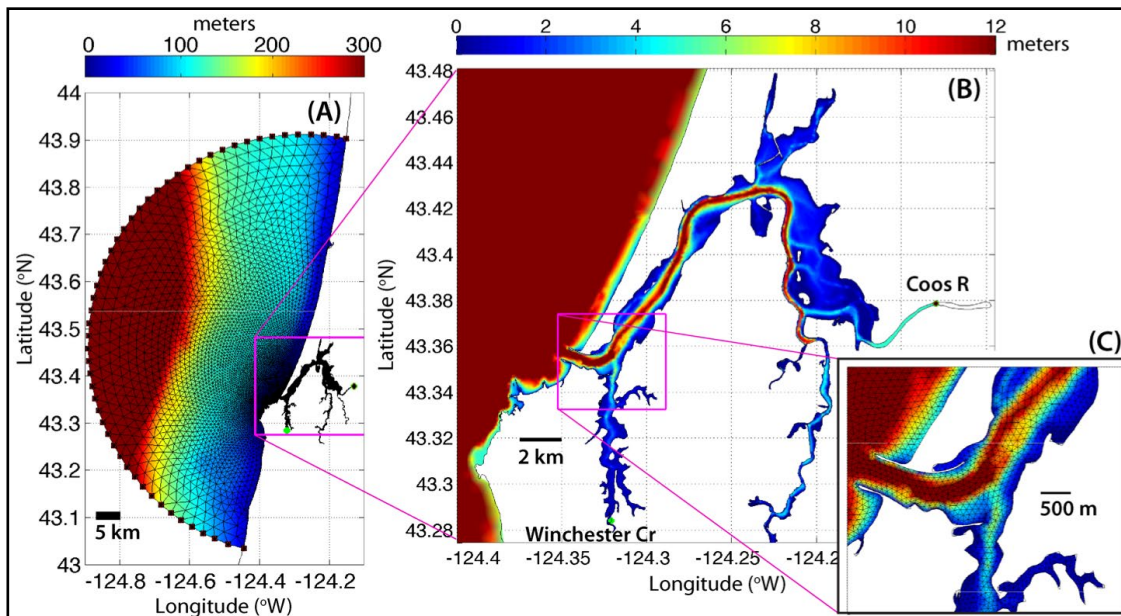 meters
0 100 200 300
(A)
44
43.9
43.8
43.7
43.6
43.5
43.4
43.3
43.2
43.1
43
Latitude (°N)
5 km
-124.8 -124.6 -124.4 -124.2
Longitude (°W)
0 2 4 6 8 10 12
meters
(B)
43.48
43.46
43.44
43.42
43.4
43.38
43.36
43.34
43.32
43.3
43.28
Latitude (°N)
Coos R
2 km
Winchester Cr
-124.4 -124.35 -124.3 -124.25 -124.2
Longitude (°W)
(C)
500 m